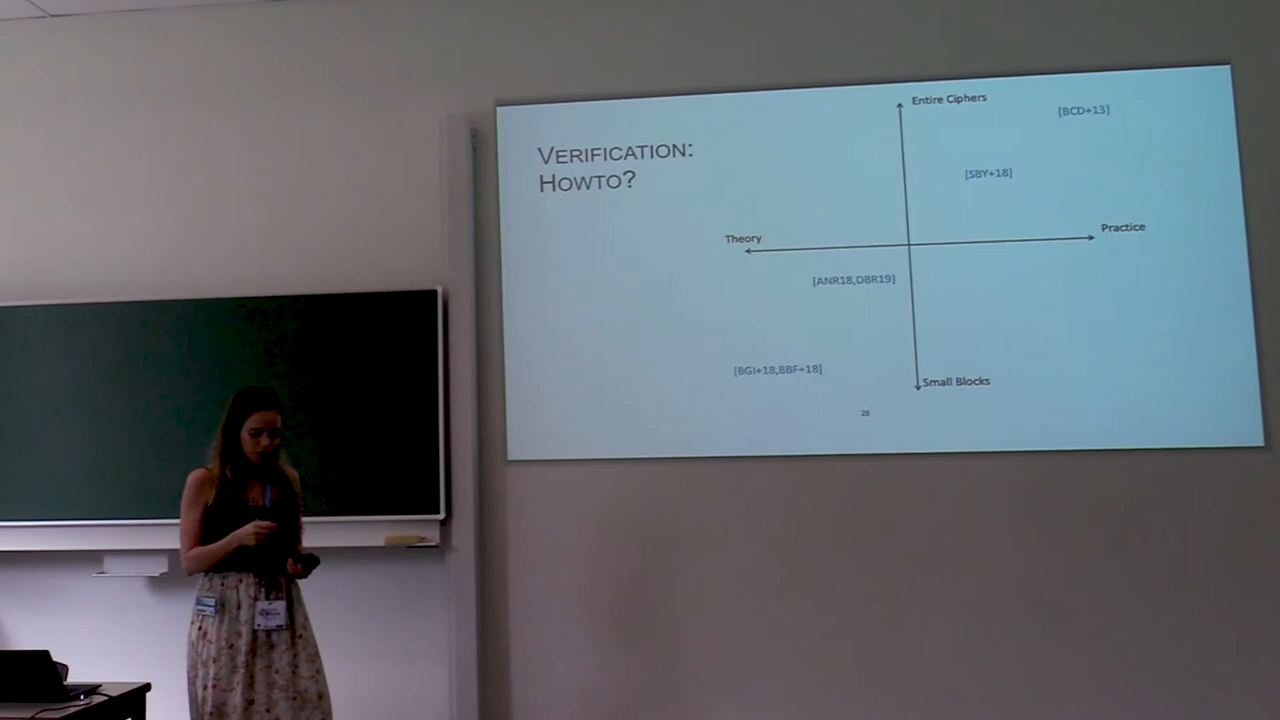 VERIFICATION:
HOWTO?
Entire Ciphers
[BCD+13]
[SBY+18]
Theory
Practice
[ANR18,DBR19]
[BGI+18,BBF+18]
Small Blocks
28